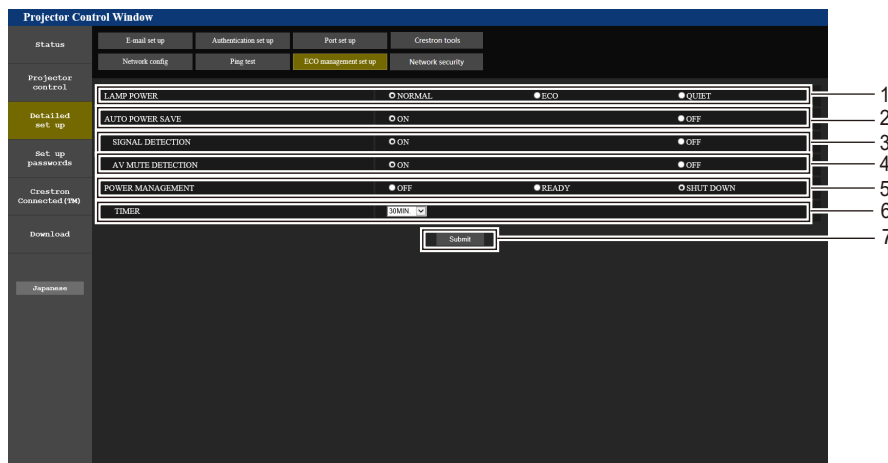 Projector Control Window
Status
E-mail set up
Authentication set up
Port set up
Crestron tools
Network config
Ping test
ECO management set up
Network security
Projector
control
Detailed
set up
Set up
passwords
Crestron
Connected(TM)
Download
Japanese
LAMP POWER NORMAL ECO QUIET 1
AUTO POWER SAVE ON OFF 2
SIGNAL DETECTION ON OFF 3
AV MUTE DETECTION ON OFF 4
POWER MANAGEMENT OFF READY SHUT DOWN 5
TIMER 30MIN. 6
Submit 7